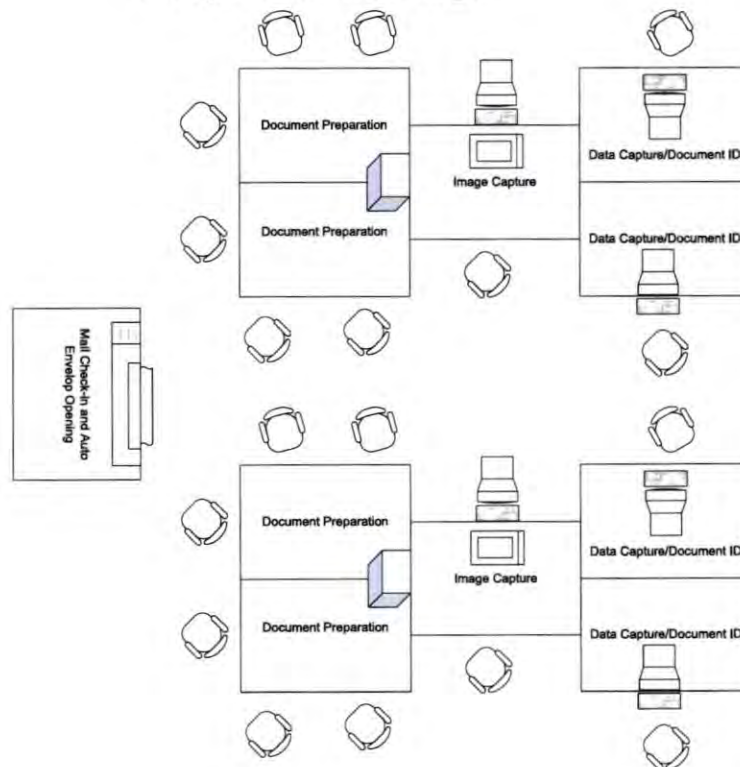 Document Preparation
Data Capture/Document ID
Image Capture
Document Preparation
Data Capture/Document ID
Mail Check-in and Auto
Envelop Opening
Document Preparation
Data Capture/Document ID
Image Capture
Document Preparation
Data Capture/Document ID